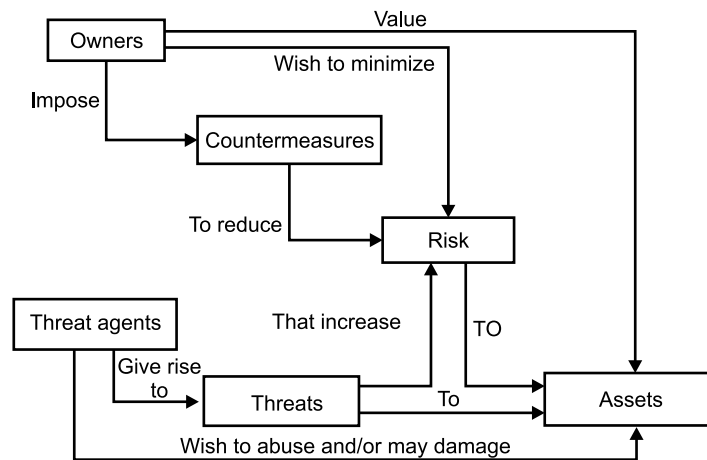 Value
Owners
Wish to minimize
Impose
Countermeasures
To reduce
Risk
Threat agents
That increase
TO
Give rise
to
Threats
To
Assets
Wish to abuse and/or may damage